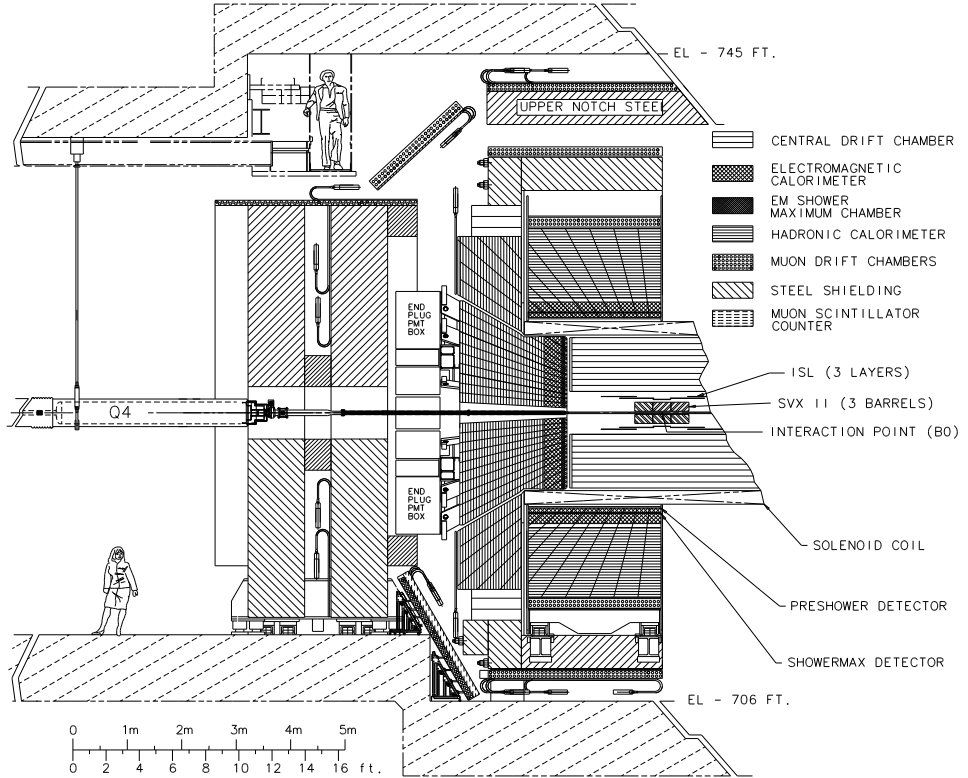 EL - 745 FT.
UPPER NOTCH STEEL
CENTRAL DRIFT CHAMBER
ELECTROMAGNETIC
CALORIMETER
EM SHOWER
MAXIMUM CHAMBER
HADRONIC CALORIMETER
MUON DRIFT CHAMBERS
STEEL SHIELDING
MUON SCINTILLATOR
COUNTER
END
PLUG
PMT
BOX
ISL (3 LAYERS)
Q4
SVX II (3 BARRELS)
INTERACTION POINT (B0)
END
PLUG
PMT
BOX
SOLENOID COIL
PRESHOWER DETECTOR
SHOWERMAX DETECTOR
EL - 706 FT.
0 1m 2m 3m 4m 5m
0 2 4 6 8 10 12 14 16 ft.